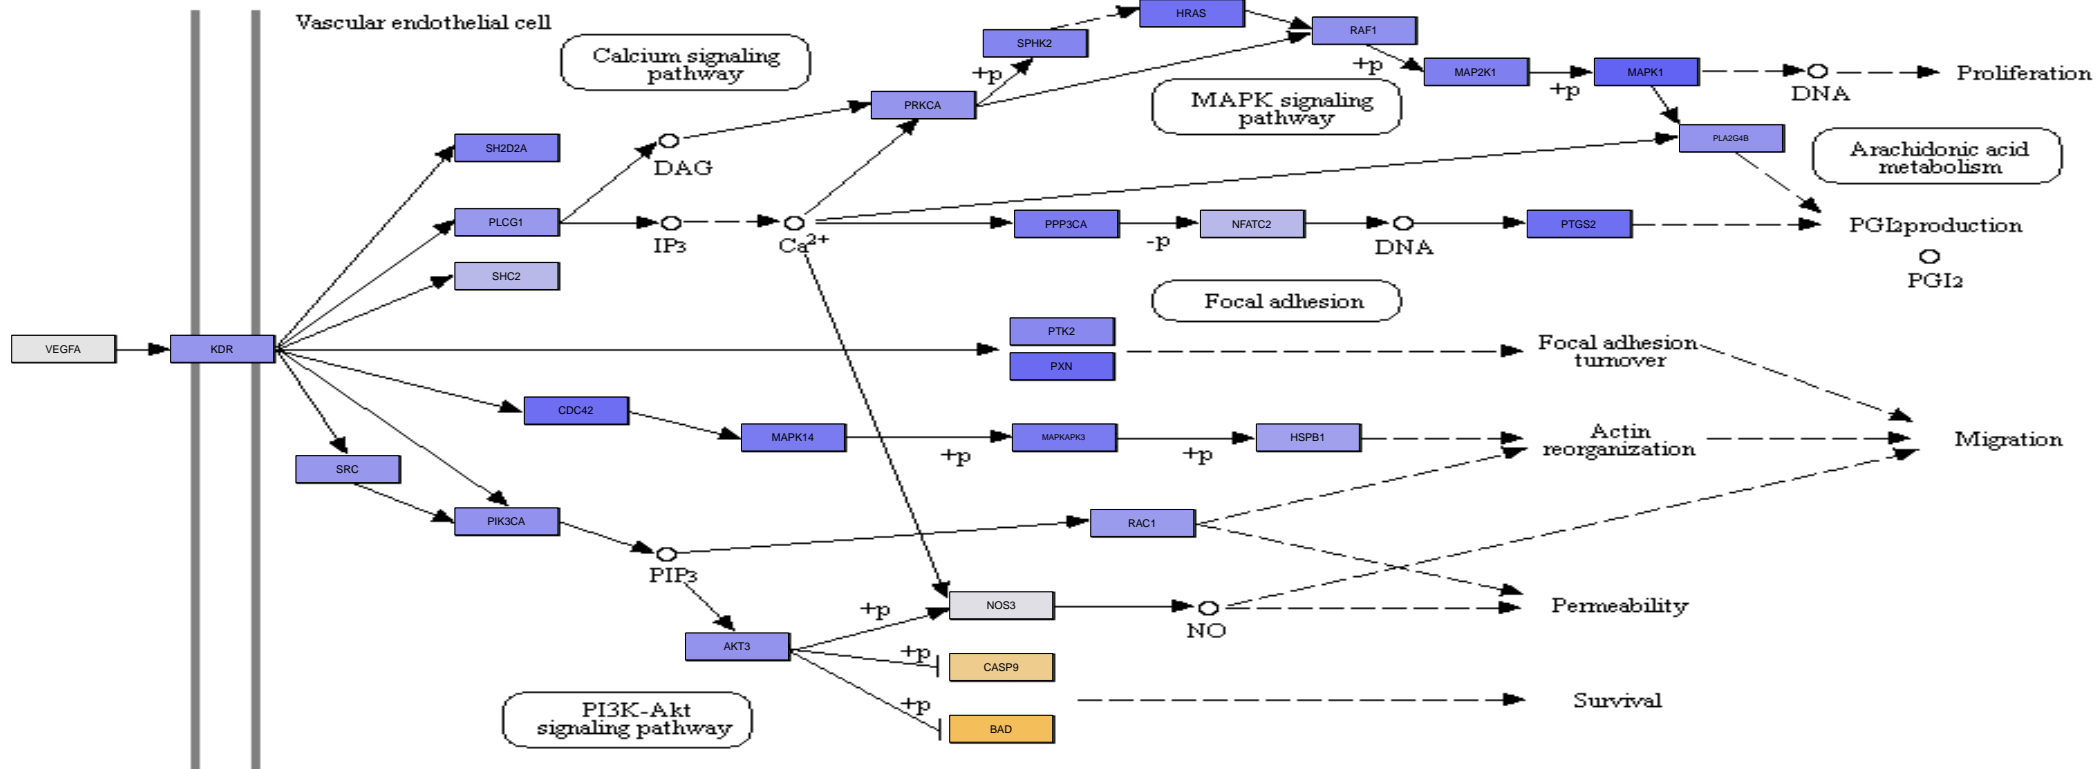 Vascular endothelial cell
HRAS
SPHK2
RAF1
Calcium signaling
pathway
+p
+p
MAP2K1
MAPK1
+p
DNA
Proliferation
PRKCA
MAPK signaling
pathway
SH2D2A
DAG
PLA2G4B
Arachidonic acid
metabolism
PLCG1
IP3
Ca2+
PPP3CA
-p
NFATC2
DNA
PTGS2
PGI2production
PGI2
SHC2
Focal adhesion
VEGFA
KDR
PTK2
PXN
Focal adhesion
turnover
CDC42
MAPK14
+p
MAPKAPK3
+p
HSPB1
Actin
reorganization
Migration
SRC
PIK3CA
PIP3
RAC1
+p
NOS3
NO
Permeability
AKT3
+p
CASP9
+p
BAD
Survival
PI3K-Akt
signaling pathway